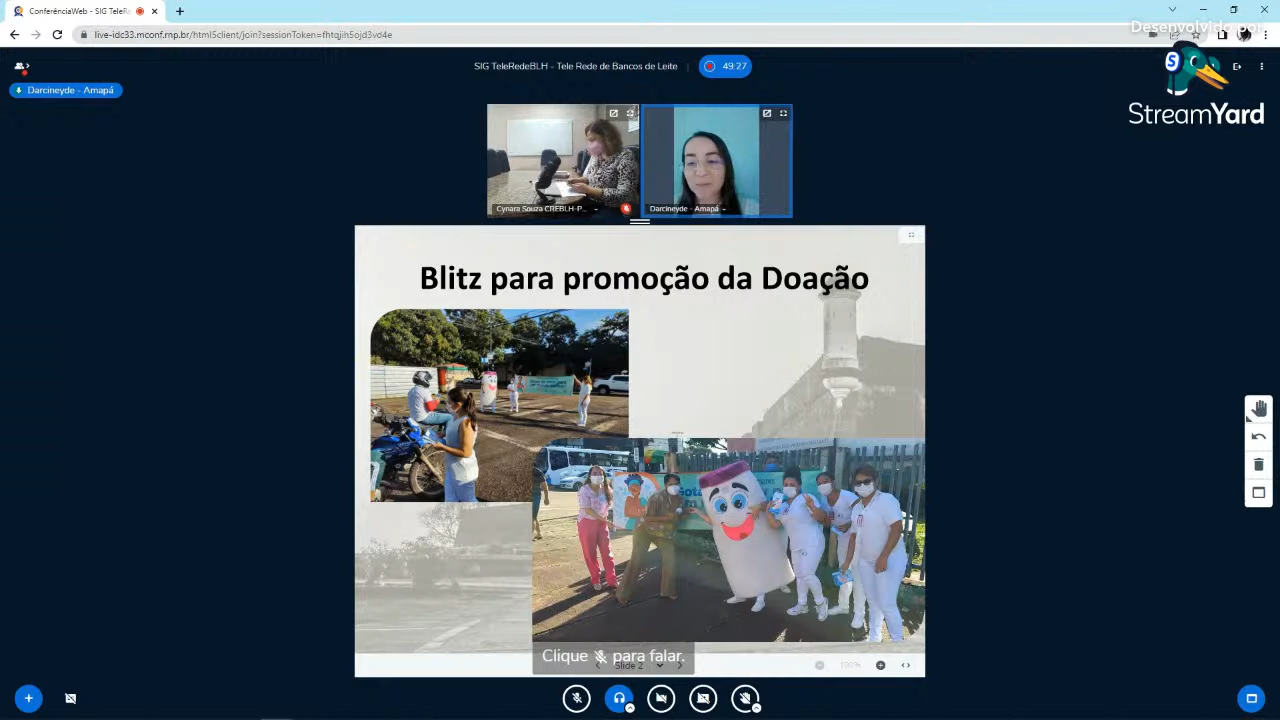 ConferênciaWeb - SIG TeleR
live-idc33.mconf.rnp.br/html5client/join?sessionToken=fhtqjih5ojd3vd4e
Desenvolvido por
StreamYard
SIG TeleRedeBLH - Tele Rede de Bancos de Leite
49:27
Darcineyde - Amapá
Cynara Souza CREBLH-P...
Darcineyde - Amapá
Blitz para promoção da Doação
Clique para falar.
Slide 2
100%